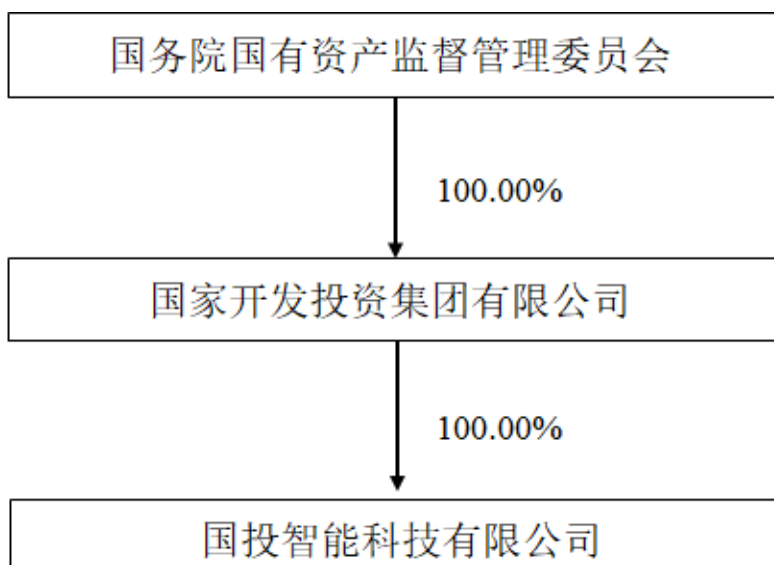 国务院国有资产监督管理委员会
100.00%
国家开发投资集团有限公司
100.00%
国投智能科技有限公司